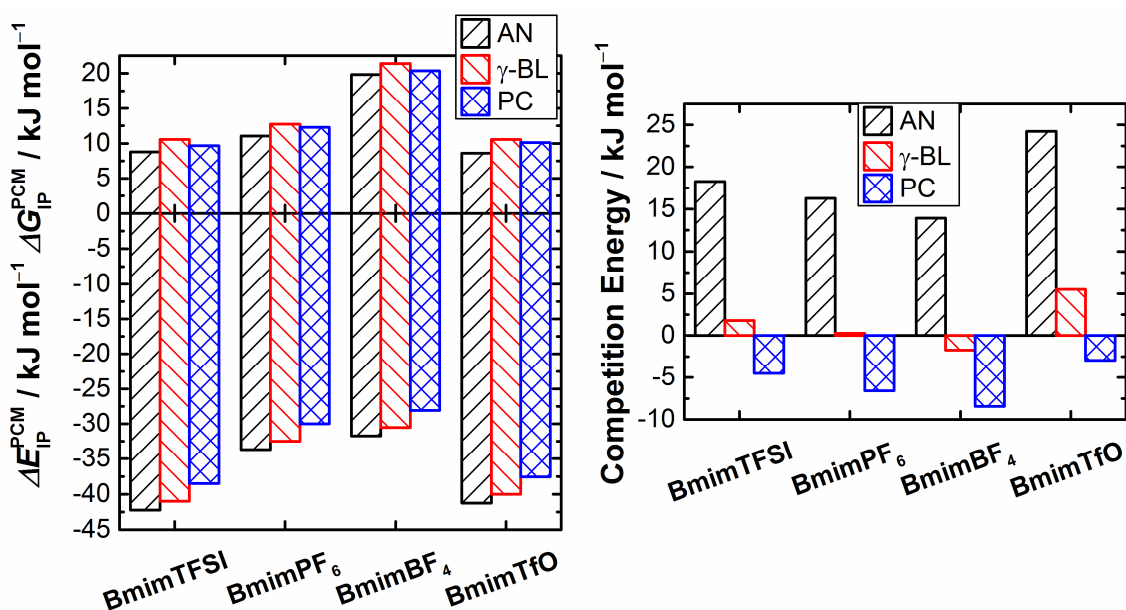 ΔE_IP^PCM / kJ mol⁻¹ ΔG_IP^PCM / kJ mol⁻¹
AN
γ-BL
PC
20
15
10
5
0
-5
-10
-15
-20
-25
-30
-35
-40
-45
BmimTFSI
BmimPF₆
BmimBF₄
BmimTfO
Competition Energy / kJ mol⁻¹
AN
γ-BL
PC
25
20
15
10
5
0
-5
-10
BmimTFSI
BmimPF₆
BmimBF₄
BmimTfO